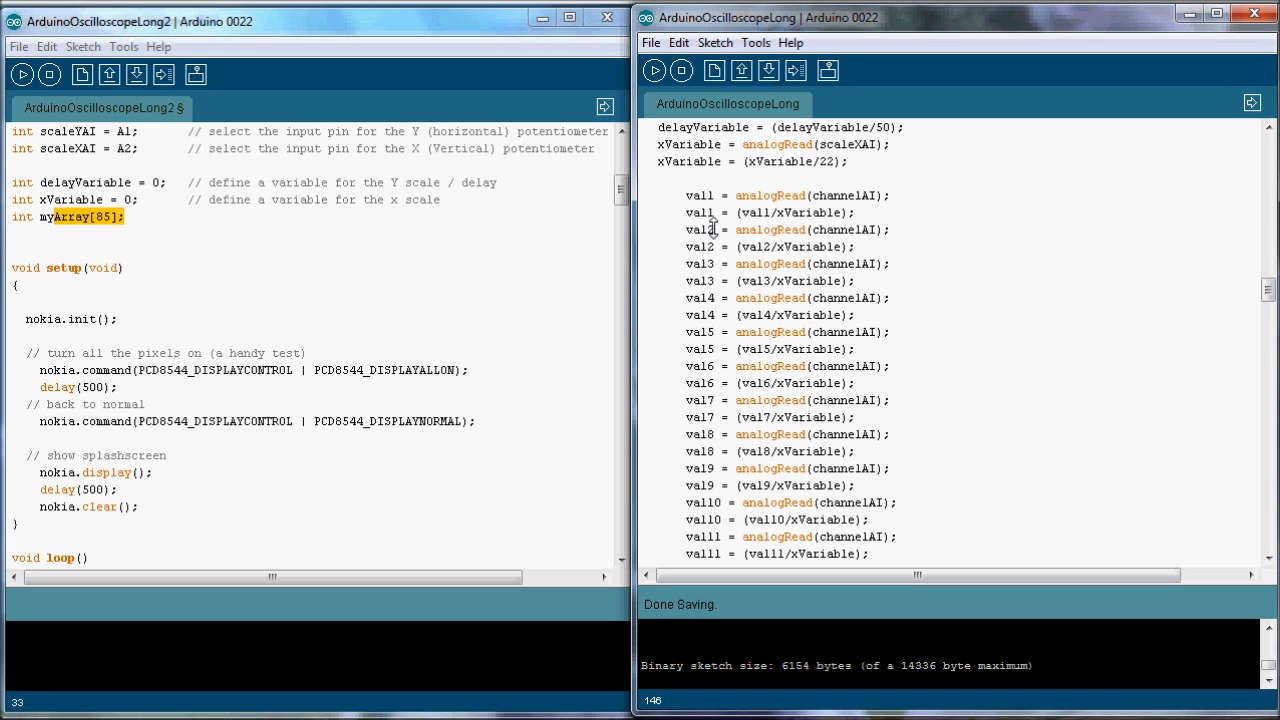 ArduinoOscilloscopeLong2 | Arduino 0022
File Edit Sketch Tools Help
ArduinoOscilloscopeLong2 §
int scaleYAI = A1; // select the input pin for the Y (horizontal) potentiometer
int scaleXAI = A2; // select the input pin for the X (Vertical) potentiometer
int delayVariable = 0; // define a variable for the Y scale / delay
int xVariable = 0; // define a variable for the x scale
int myArray[85];
void setup(void)
{
nokia.init();
// turn all the pixels on (a handy test)
nokia.command(PCD8544_DISPLAYCONTROL | PCD8544_DISPLAYALLON);
delay(500);
// back to normal
nokia.command(PCD8544_DISPLAYCONTROL | PCD8544_DISPLAYNORMAL);
// show splashscreen
nokia.display();
delay(500);
nokia.clear();
}
void loop()
33
ArduinoOscilloscopeLong | Arduino 0022
File Edit Sketch Tools Help
ArduinoOscilloscopeLong
delayVariable = (delayVariable/50);
xVariable = analogRead(scaleXAI);
xVariable = (xVariable/22);
val1 = analogRead(channelAI);
val1 = (val1/xVariable);
val2 = analogRead(channelAI);
val2 = (val2/xVariable);
val3 = analogRead(channelAI);
val3 = (val3/xVariable);
val4 = analogRead(channelAI);
val4 = (val4/xVariable);
val5 = analogRead(channelAI);
val5 = (val5/xVariable);
val6 = analogRead(channelAI);
val6 = (val6/xVariable);
val7 = analogRead(channelAI);
val7 = (val7/xVariable);
val8 = analogRead(channelAI);
val8 = (val8/xVariable);
val9 = analogRead(channelAI);
val9 = (val9/xVariable);
val10 = analogRead(channelAI);
val10 = (val10/xVariable);
val11 = analogRead(channelAI);
val11 = (val11/xVariable);
Done Saving.
Binary sketch size: 6154 bytes (of a 14336 byte maximum)
146